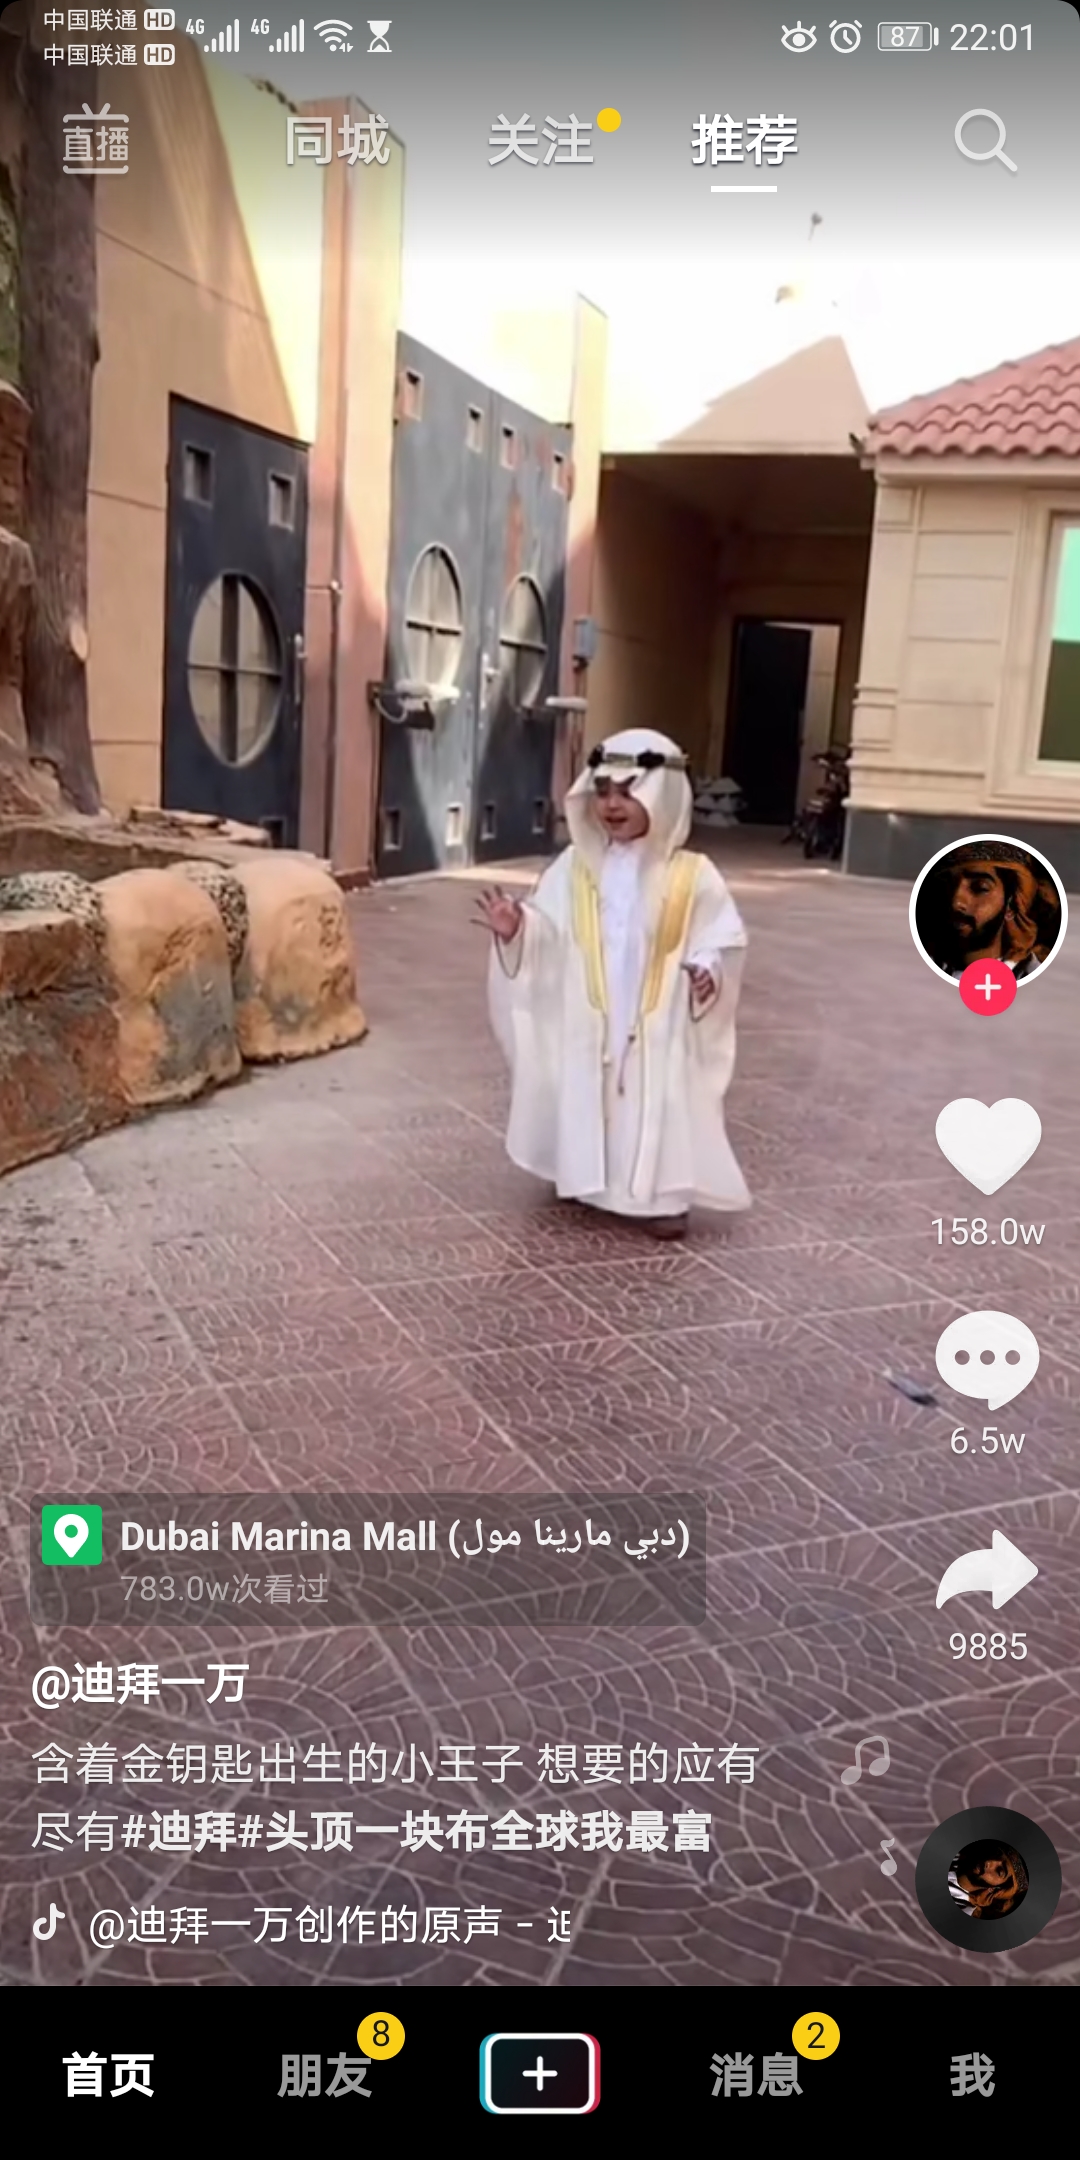 中国联通 HD 4G 4G 87 22:01
中国联通 HD
直播 同城 关注 推荐
158.0w
6.5w
Dubai Marina Mall (دبي مارينا مول)
783.0w次看过
9885
@迪拜一万
含着金钥匙出生的小王子 想要的应有
尽有#迪拜#头顶一块布全球我最富
@迪拜一万创作的原声 -
首页 朋友 8 消息 2 我